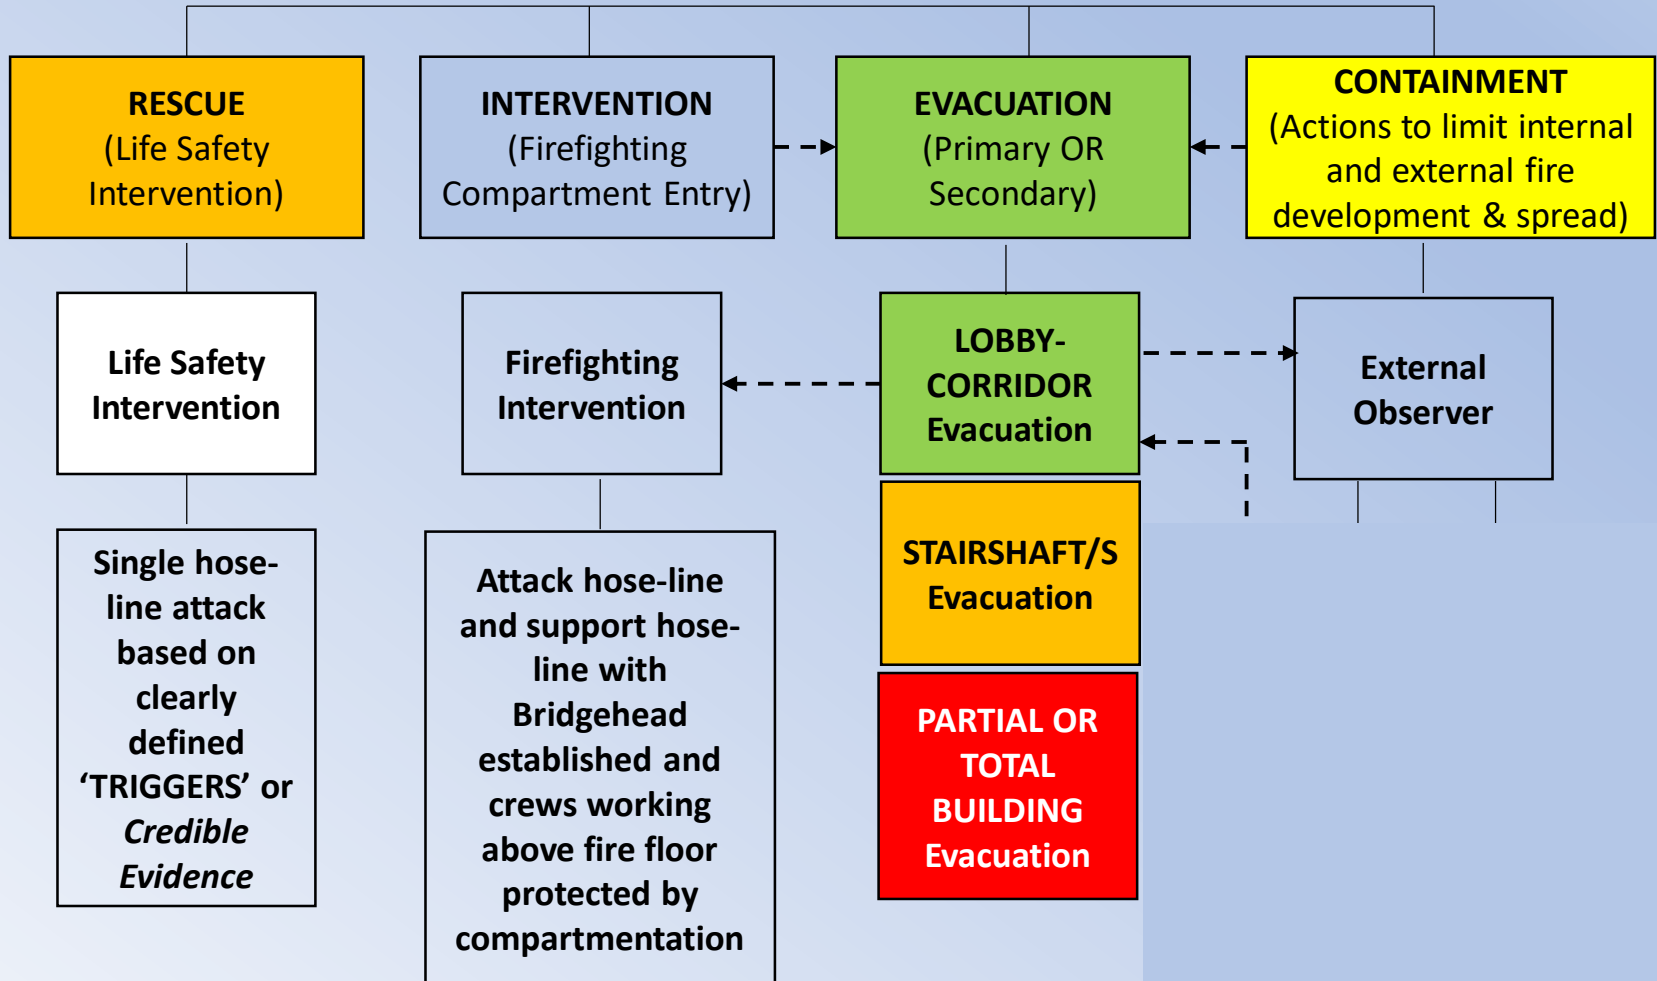 RESCUE
(Life Safety
Intervention)
INTERVENTION
(Firefighting
Compartment Entry)
EVACUATION
(Primary OR
Secondary)
CONTAINMENT
(Actions to limit internal
and external fire
development & spread)
Life Safety
Intervention
Firefighting
Intervention
LOBBY-
CORRIDOR
Evacuation
External
Observer
STAIRSHAFT/S
Evacuation
PARTIAL OR
TOTAL
BUILDING
Evacuation
Single hose-
line attack
based on
clearly
defined
‘TRIGGERS’ or
Credible
Evidence
Attack hose-line
and support hose-
line with
Bridgehead
established and
crews working
above fire floor
protected by
compartmentation